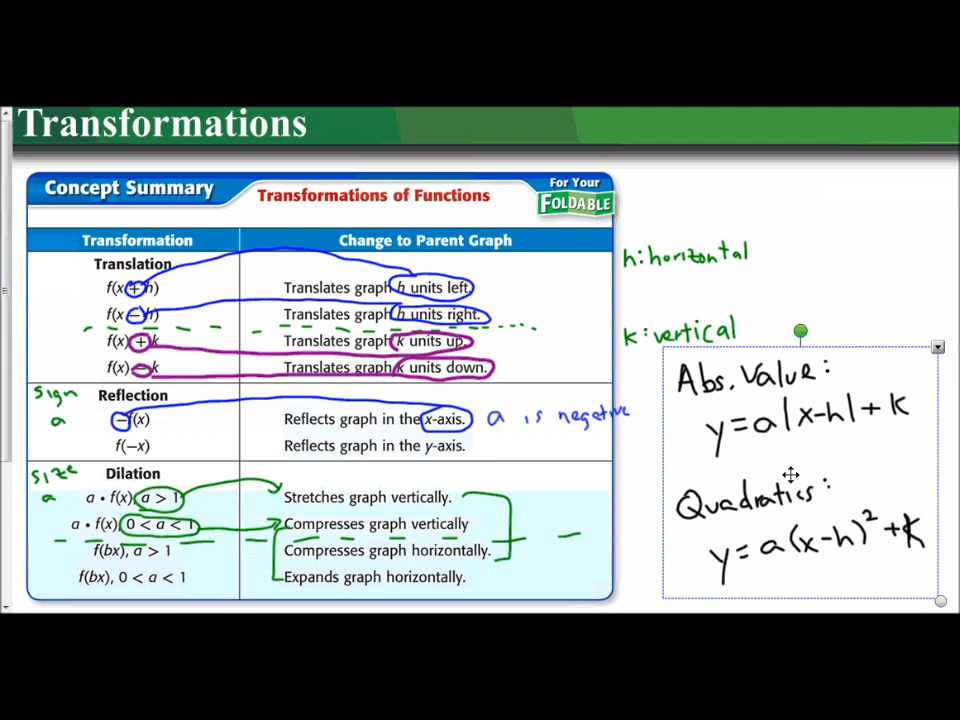 Transformations
Concept Summary
Transformations of Functions
For Your
FOLDABLE
Transformation Change to Parent Graph
Translation
f(x + h) Translates graph h units left.
f(x – h) Translates graph h units right.
f(x) + k Translates graph k units up.
f(x) – k Translates graph k units down.
h: horizontal
k: vertical
sign
a
Reflection
–f(x) Reflects graph in the x-axis. a is negative
f(–x) Reflects graph in the y-axis.
size
a
Dilation
a • f(x), a > 1 Stretches graph vertically.
a • f(x), 0 < a < 1 Compresses graph vertically
f(bx), a > 1 Compresses graph horizontally.
f(bx), 0 < a < 1 Expands graph horizontally.
Abs. Value:
y = a|x-h| + k
Quadratics:
y = a(x-h)² + k